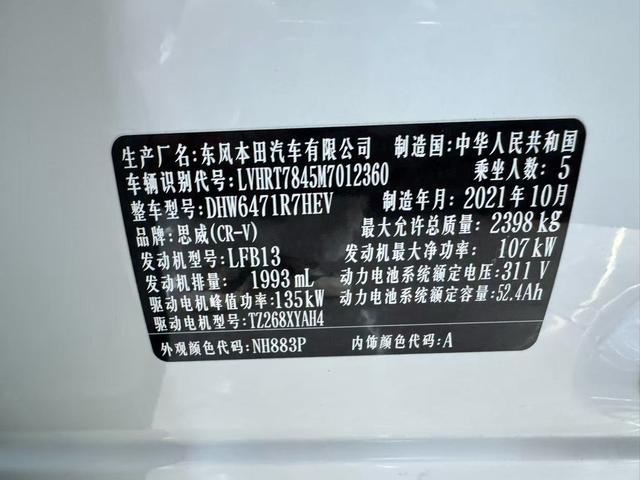 生产厂名:东风本田汽车有限公司 制造国:中华人民共和国
车辆识别代号:LVHRT7845M7012360 乘坐人数:5
整车型号:DHW6471R7HEV 制造年月:2021年10月
品牌:思威(CR-V) 最大允许总质量:2398kg
发动机型号:LFB13 发动机最大净功率:107kW
发动机排量:1993mL 动力电池系统额定电压:311V
驱动电机峰值功率:135kW 动力电池系统额定容量:52.4Ah
驱动电机型号:TZ268XYAH4
外观颜色代码:NH883P 内饰颜色代码:A